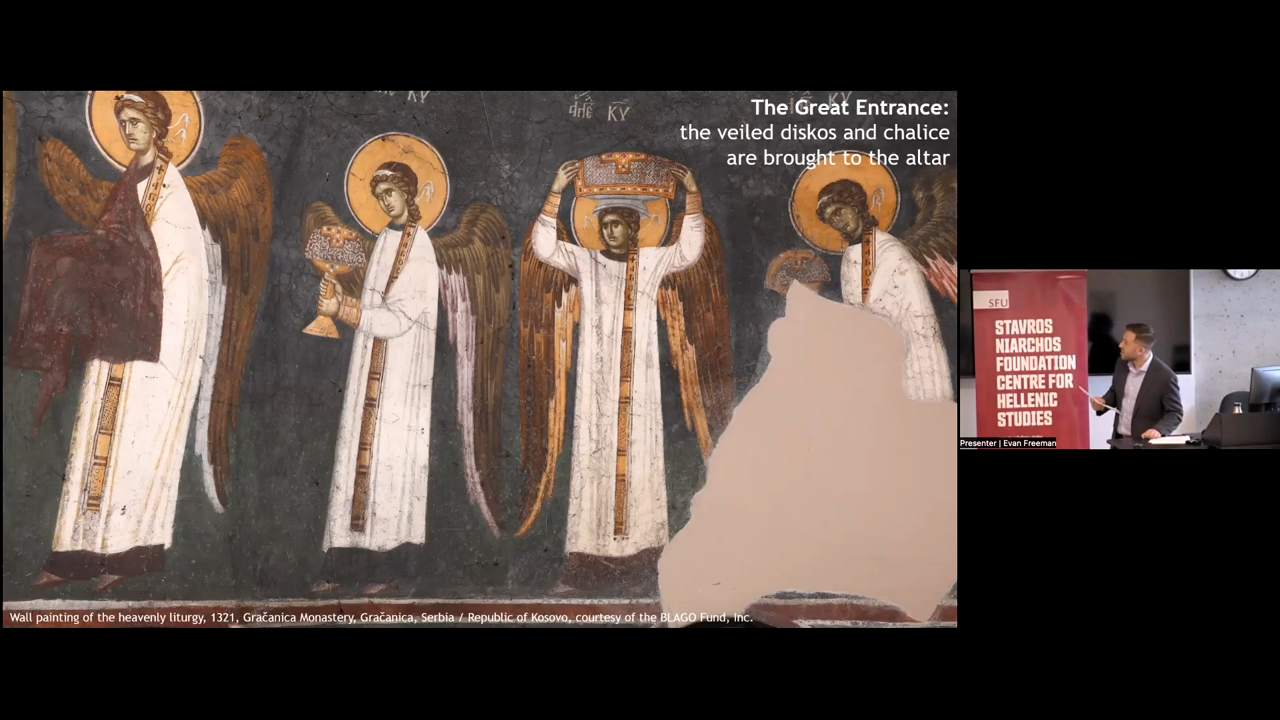 The Great Entrance:
the veiled diskos and chalice
are brought to the altar
ΚΥ
ΚΥ
Wall painting of the heavenly liturgy, 1321, Gračanica Monastery, Gračanica, Serbia / Republic of Kosovo, courtesy of the BLAGO Fund, Inc.
SFU
STAVROS
NIARCHOS
FOUNDATION
CENTRE FOR
HELLENIC
STUDIES
Presenter | Evan Freeman